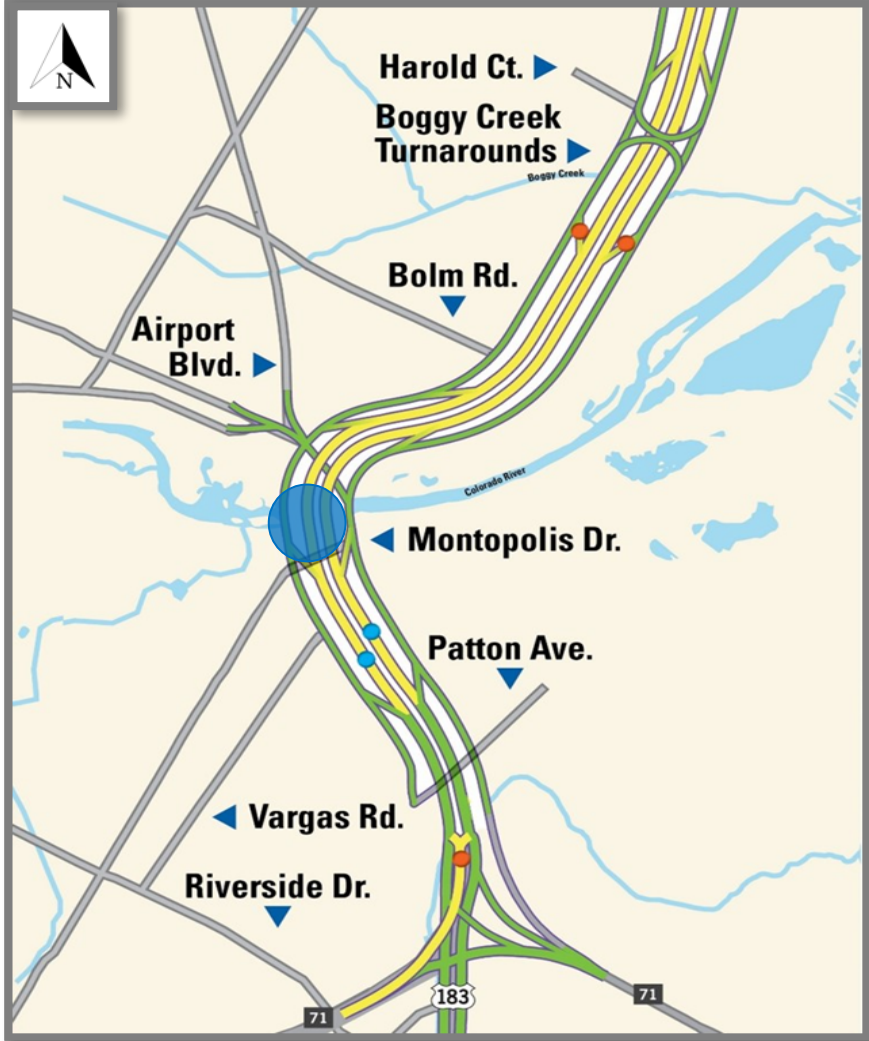 N
Harold Ct.
Boggy Creek
Turnarounds
Boggy Creek
Bolm Rd.
Airport
Blvd.
Colorado River
Montopolis Dr.
Patton Ave.
Vargas Rd.
Riverside Dr.
183
71
71